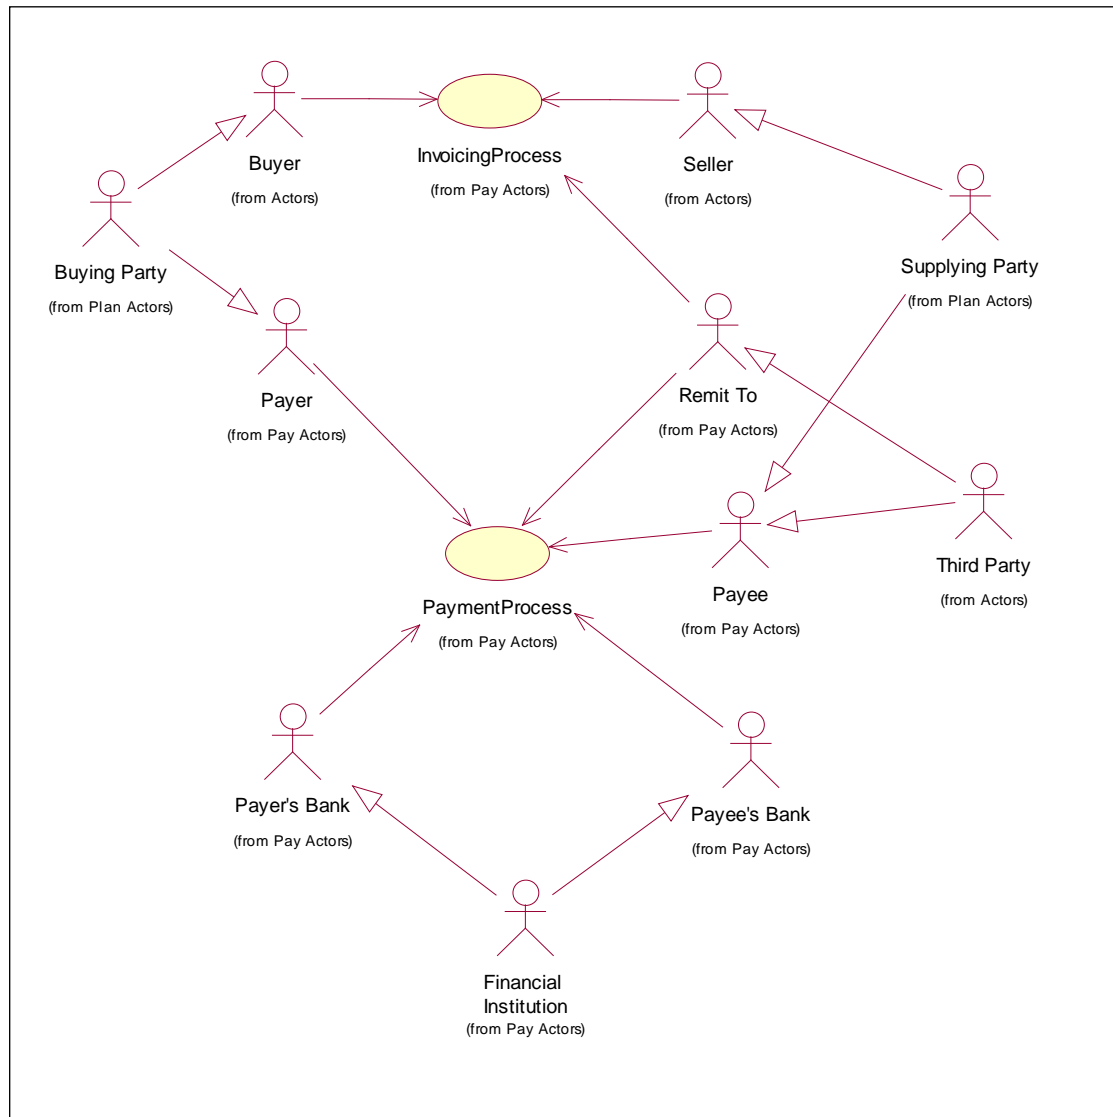 Buyer
(from Actors)
InvoicingProcess
(from Pay Actors)
Seller
(from Actors)
Buying Party
(from Plan Actors)
Supplying Party
(from Plan Actors)
Payer
(from Pay Actors)
Remit To
(from Pay Actors)
PaymentProcess
(from Pay Actors)
Payee
(from Pay Actors)
Third Party
(from Actors)
Payer's Bank
(from Pay Actors)
Payee's Bank
(from Pay Actors)
Financial
Institution
(from Pay Actors)